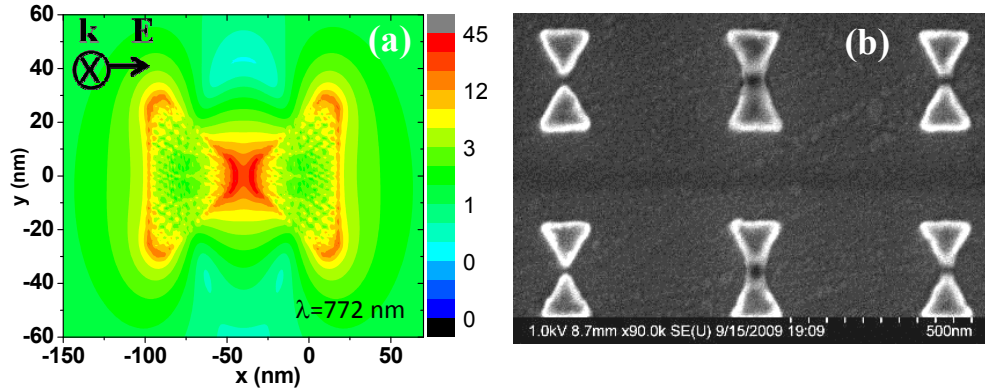 k E
(a)
λ=772 nm
60
40
20
0
-20
-40
-60
y (nm)
-150 -100 -50 0 50
x (nm)
45
12
3
1
0
0
(b)
1.0kV 8.7mm x90.0k SE(U) 9/15/2009 19:09 500nm